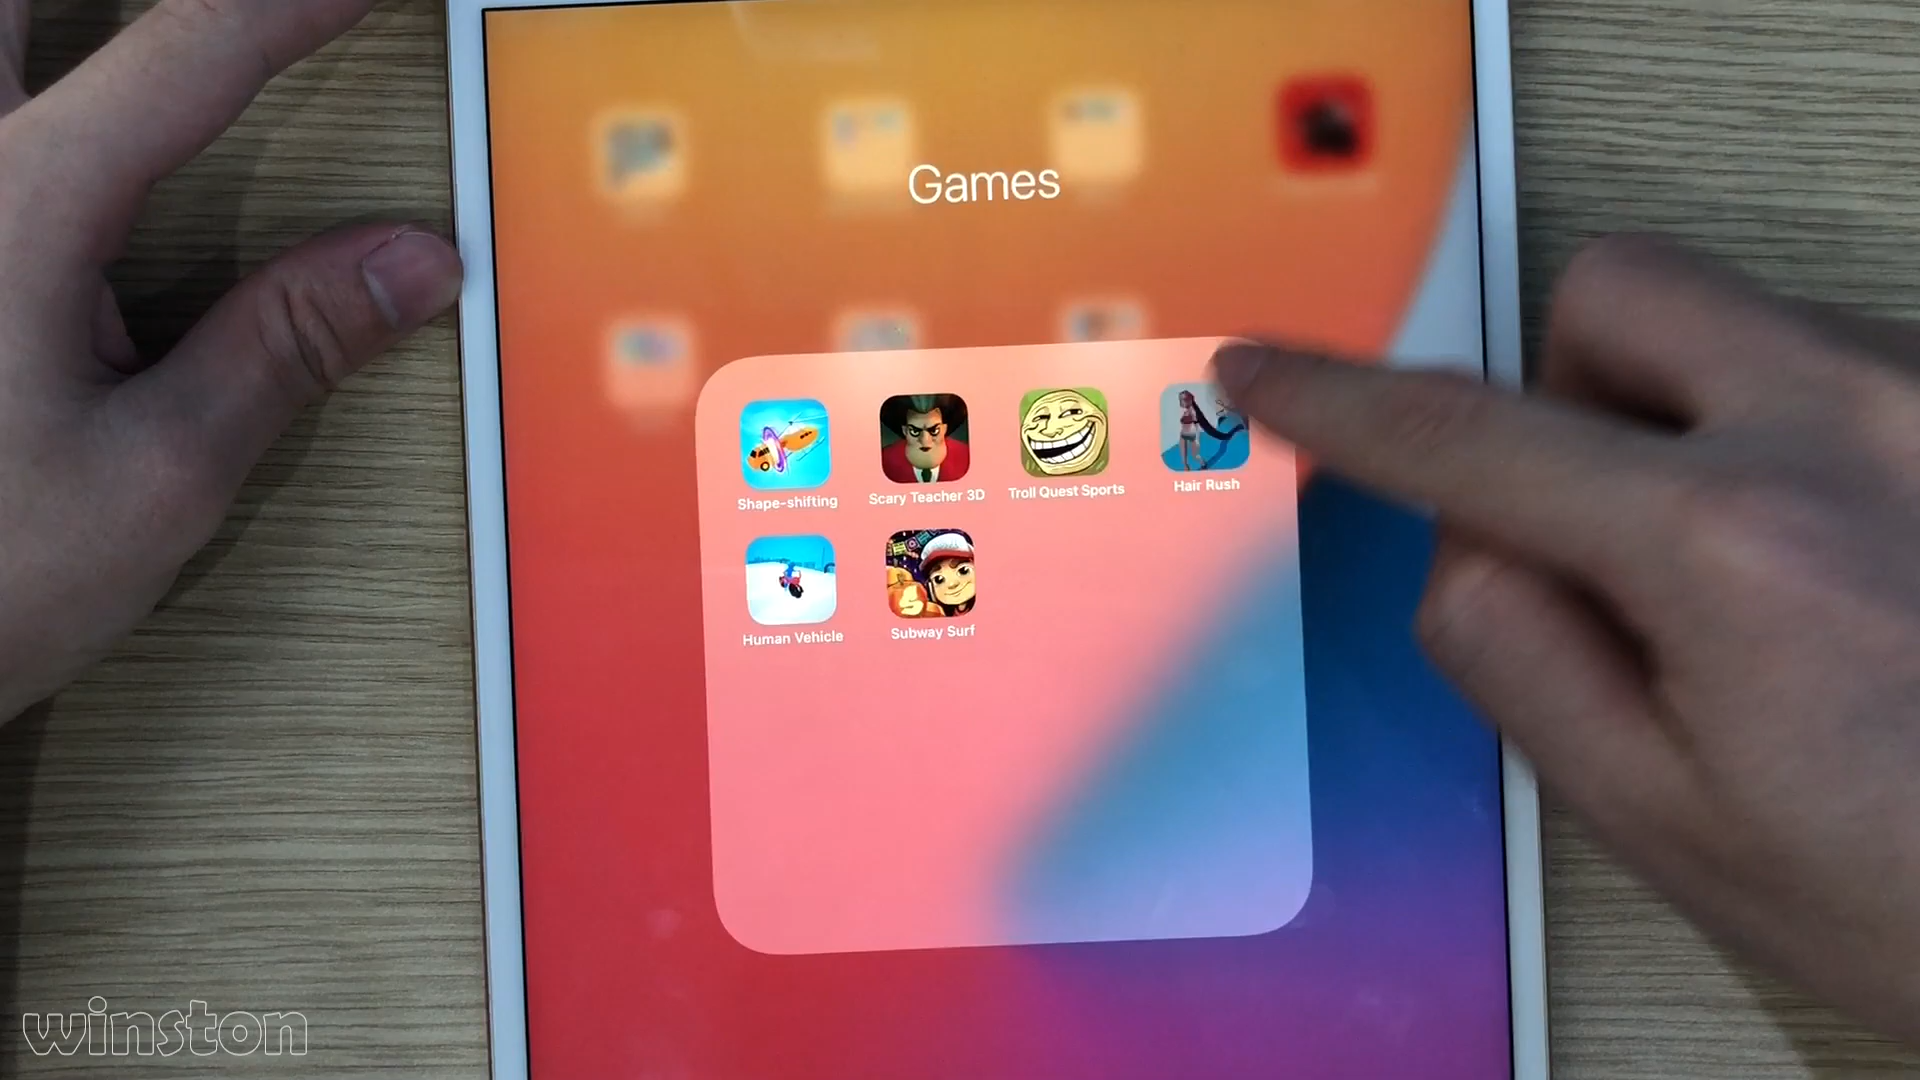 Games
Shape-shifting
Scary Teacher 3D
Troll Quest Sports
Hair Rush
Human Vehicle
Subway Surf
winston